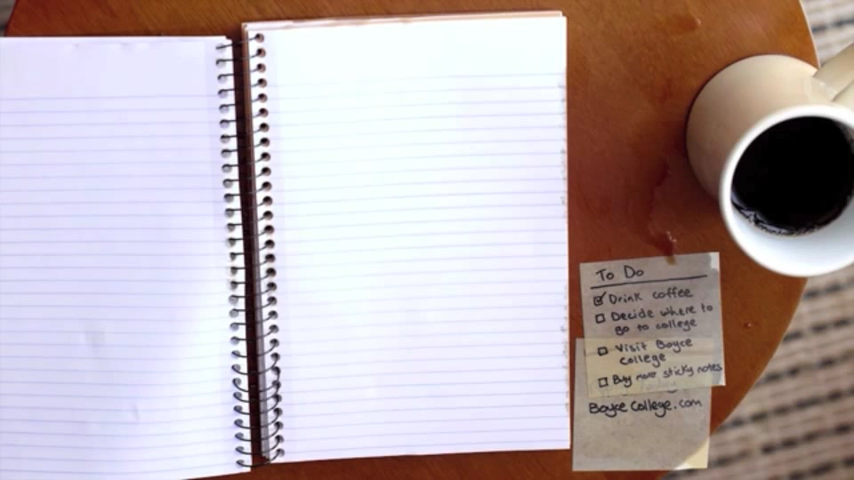 To Do
Drink coffee
Decide where to
go to college
Visit Boyce
College
Buy more sticky notes
BoyceCollege.com